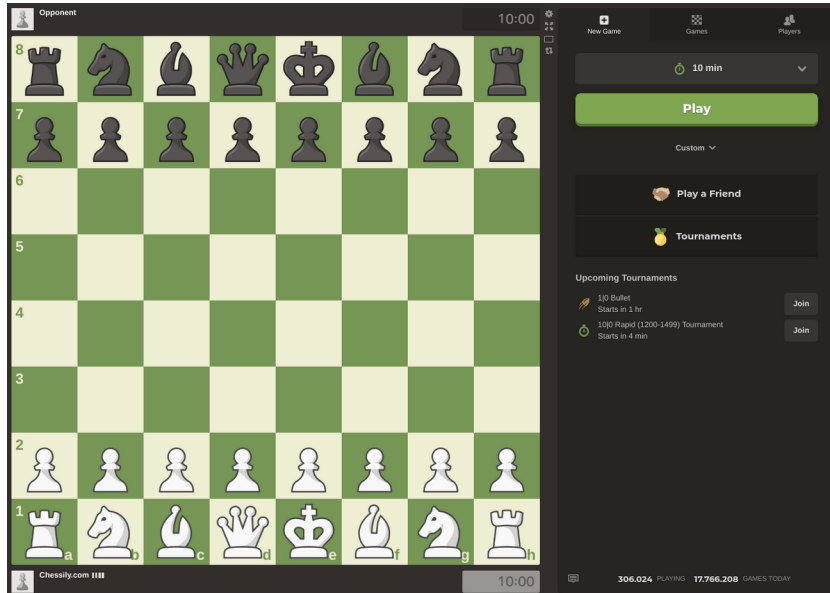 Opponent
10:00
8
7
6
5
4
3
2
1
a b c d e f g h
Chessily.com
10:00
New Game
Games
Players
10 min
Play
Custom
Play a Friend
Tournaments
Upcoming Tournaments
1|0 Bullet
Starts in 1 hr
Join
10|0 Rapid (1200-1499) Tournament
Starts in 4 min
Join
306.024 PLAYING 17.766.208 GAMES TODAY